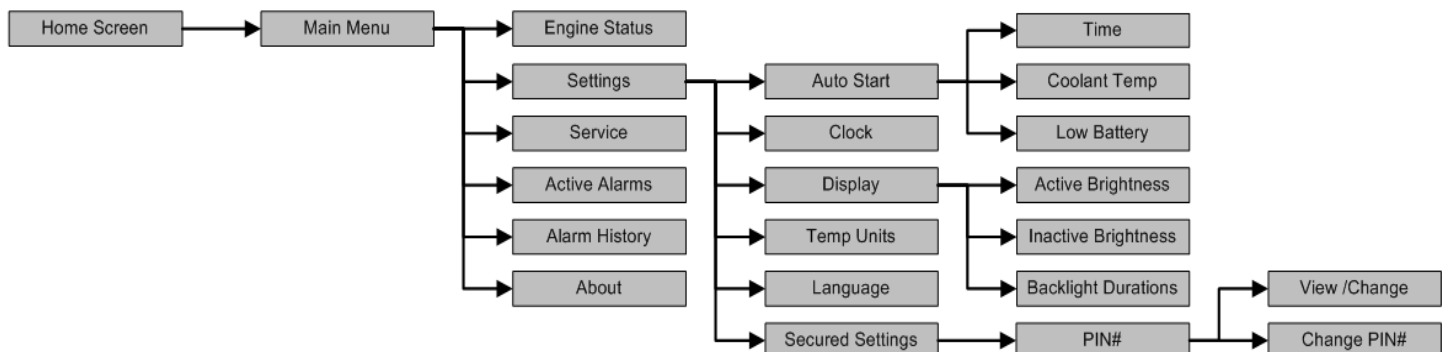 Home Screen
Main Menu
Engine Status
Settings
Service
Active Alarms
Alarm History
About
Auto Start
Clock
Display
Temp Units
Language
Secured Settings
Time
Coolant Temp
Low Battery
Active Brightness
Inactive Brightness
Backlight Durations
PIN#
View /Change
Change PIN#